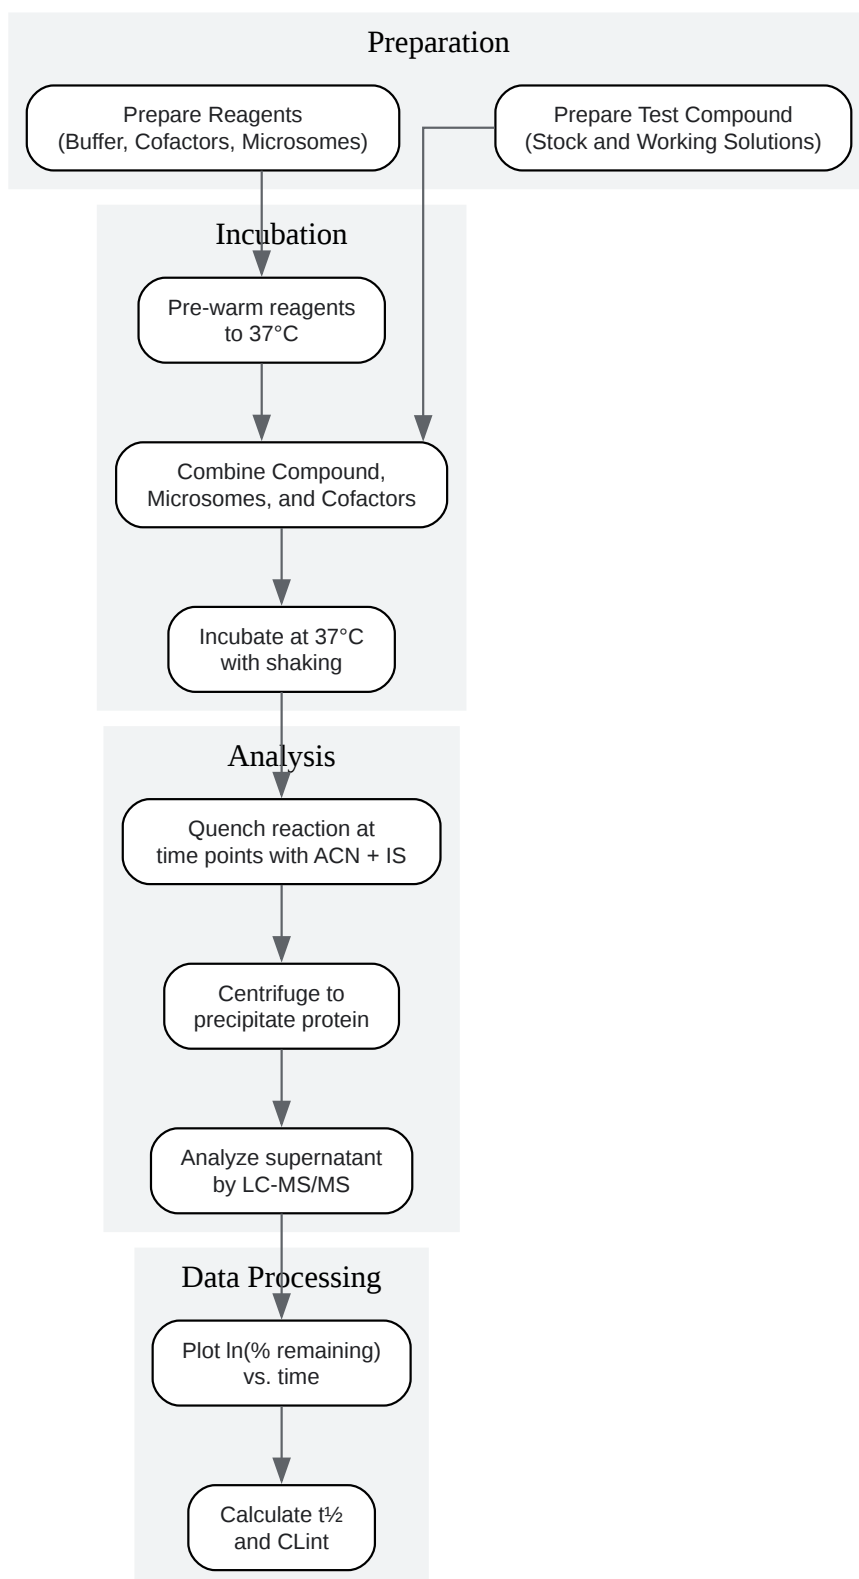 Preparation
Prepare Reagents
(Buffer, Cofactors, Microsomes)
Prepare Test Compound
(Stock and Working Solutions)
Incubation
Pre-warm reagents
to 37°C
Combine Compound,
Microsomes, and Cofactors
Incubate at 37°C
with shaking
Analysis
Quench reaction at
time points with ACN + IS
Centrifuge to
precipitate protein
Analyze supernatant
by LC-MS/MS
Data Processing
Plot ln(% remaining)
vs. time
Calculate t½
and CLint